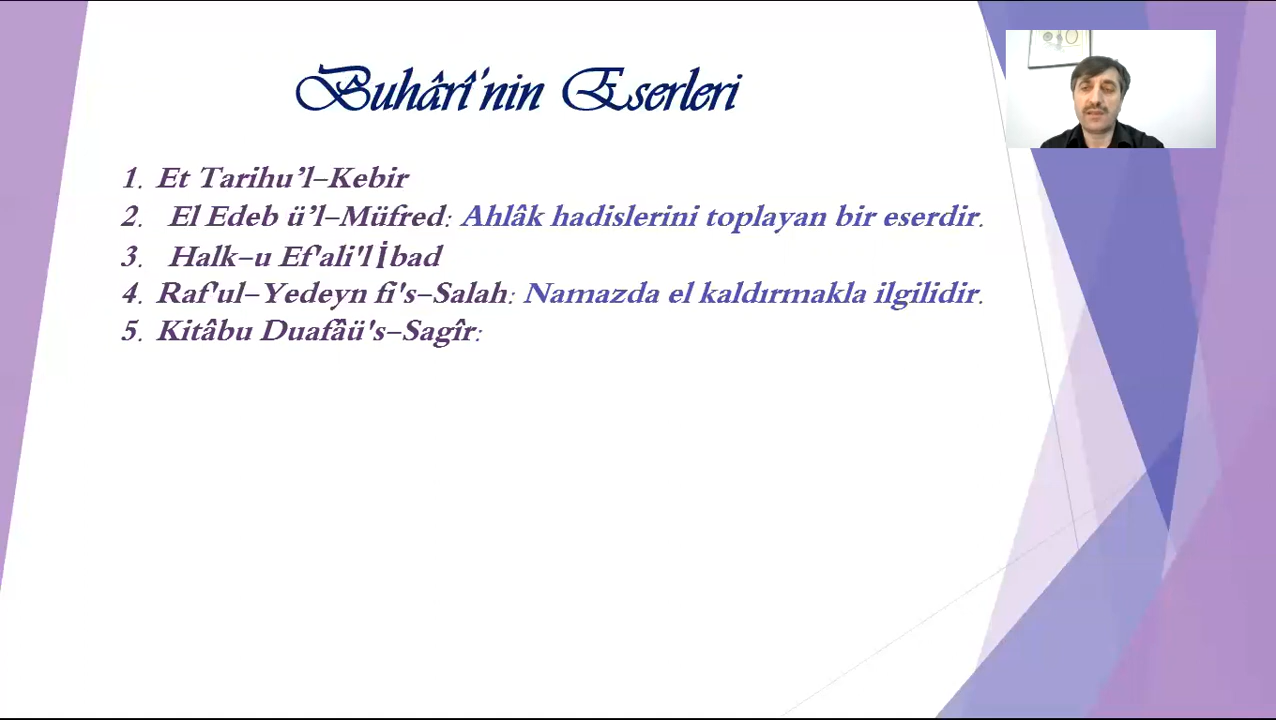 Buhârî'nin Eserleri
1. Et Tarihu’l–Kebir
2. El Edeb ü’l–Müfred: Ahlâk hadislerini toplayan bir eserdir.
3. Halk–u Ef'ali'l İbad
4. Raf'ul–Yedeyn fi's–Salah: Namazda el kaldırmakla ilgilidir.
5. Kitâbu Duafâü's–Sagîr: